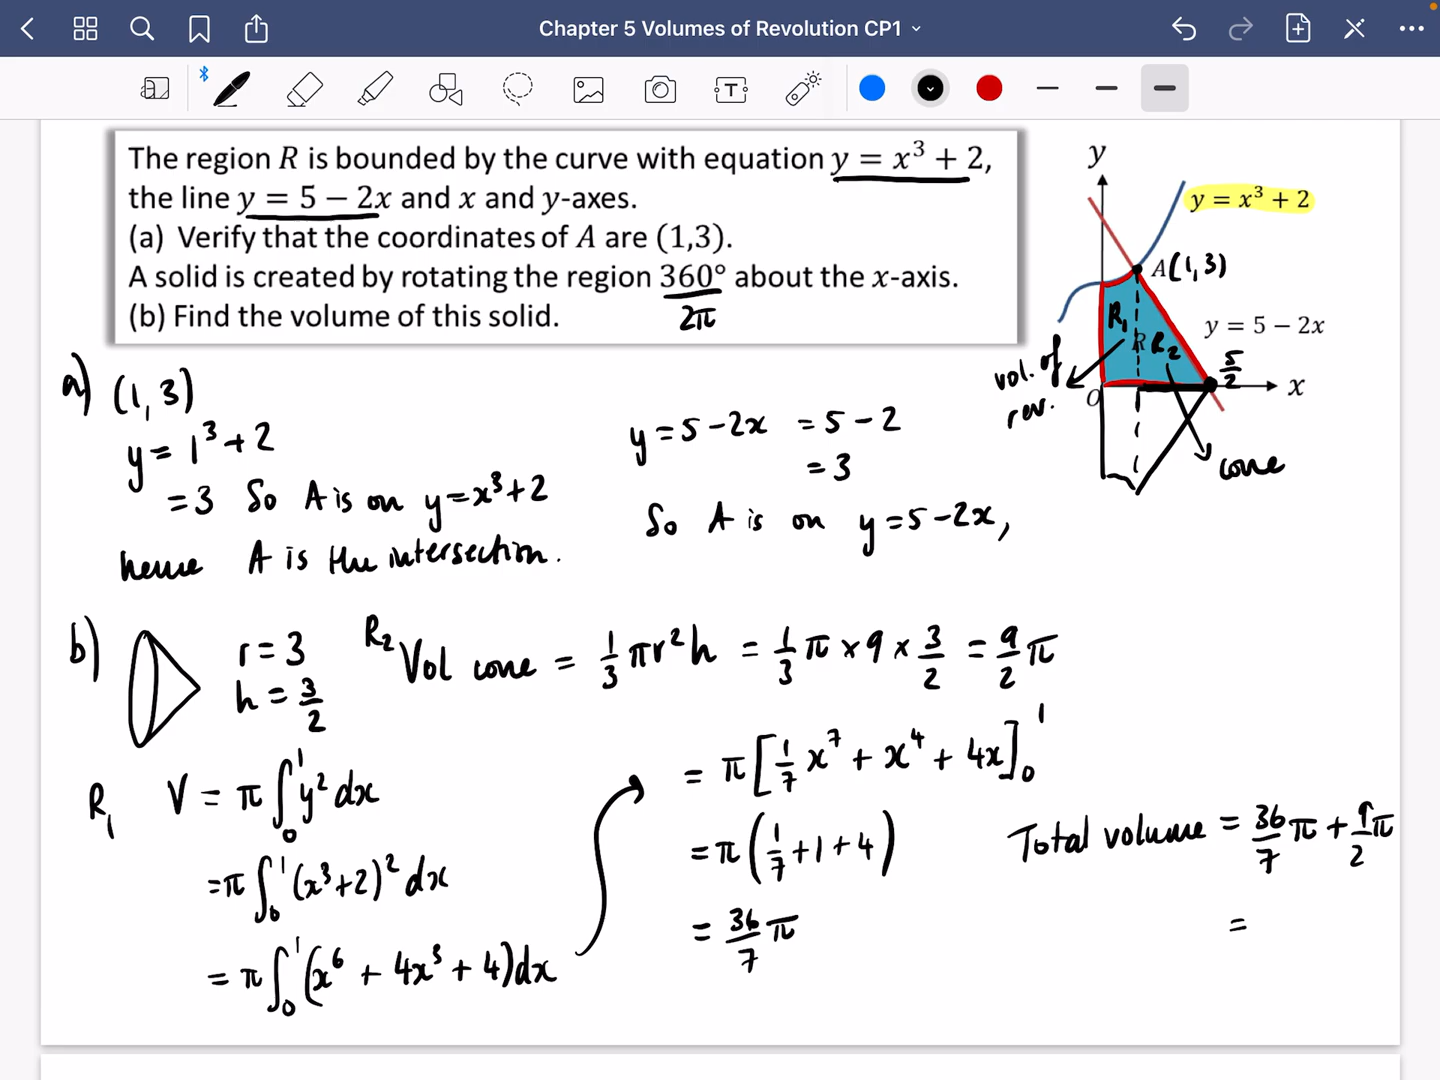 Chapter 5 Volumes of Revolution CP1
The region R is bounded by the curve with equation y = x³ + 2,
the line y = 5 − 2x and x and y-axes.
(a) Verify that the coordinates of A are (1,3).
A solid is created by rotating the region 360° about the x-axis.
2π
(b) Find the volume of this solid.
y
y = x³ + 2
A(1,3)
R₁
R R₂
y = 5 − 2x
5/2
O
x
vol. of
rev.
cone
a) (1,3)
y = 1³ + 2
= 3 So A is on y = x³ + 2
y = 5 − 2x = 5 − 2
= 3
So A is on y = 5 − 2x,
hence A is the intersection.
b)
r = 3
h = 3/2
R₂ Vol cone = 1/3 πr²h = 1/3 π × 9 × 3/2 = 9/2 π
R₁ V = π ∫₀¹ y² dx
= π ∫₀¹ (x³+2)² dx
= π ∫₀¹ (x⁶ + 4x³ + 4) dx
= π [1/7 x⁷ + x⁴ + 4x]₀¹
= π (1/7 + 1 + 4)
= 36/7 π
Total volume = 36/7 π + 9/2 π
=